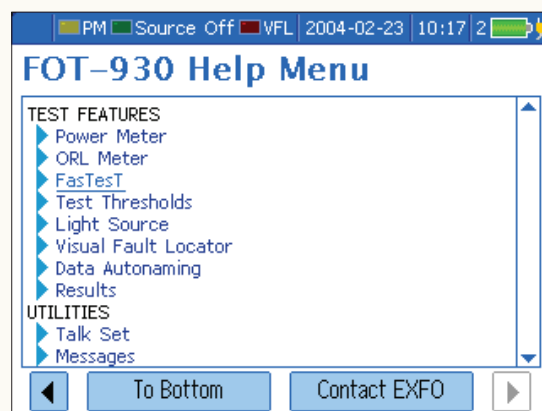 PM Source Off VFL 2004-02-23 10:17 2
FOT-930 Help Menu
TEST FEATURES
Power Meter
ORL Meter
FasTesT
Test Thresholds
Light Source
Visual Fault Locator
Data Autonaming
Results
UTILITIES
Talk Set
Messages
To Bottom Contact EXFO